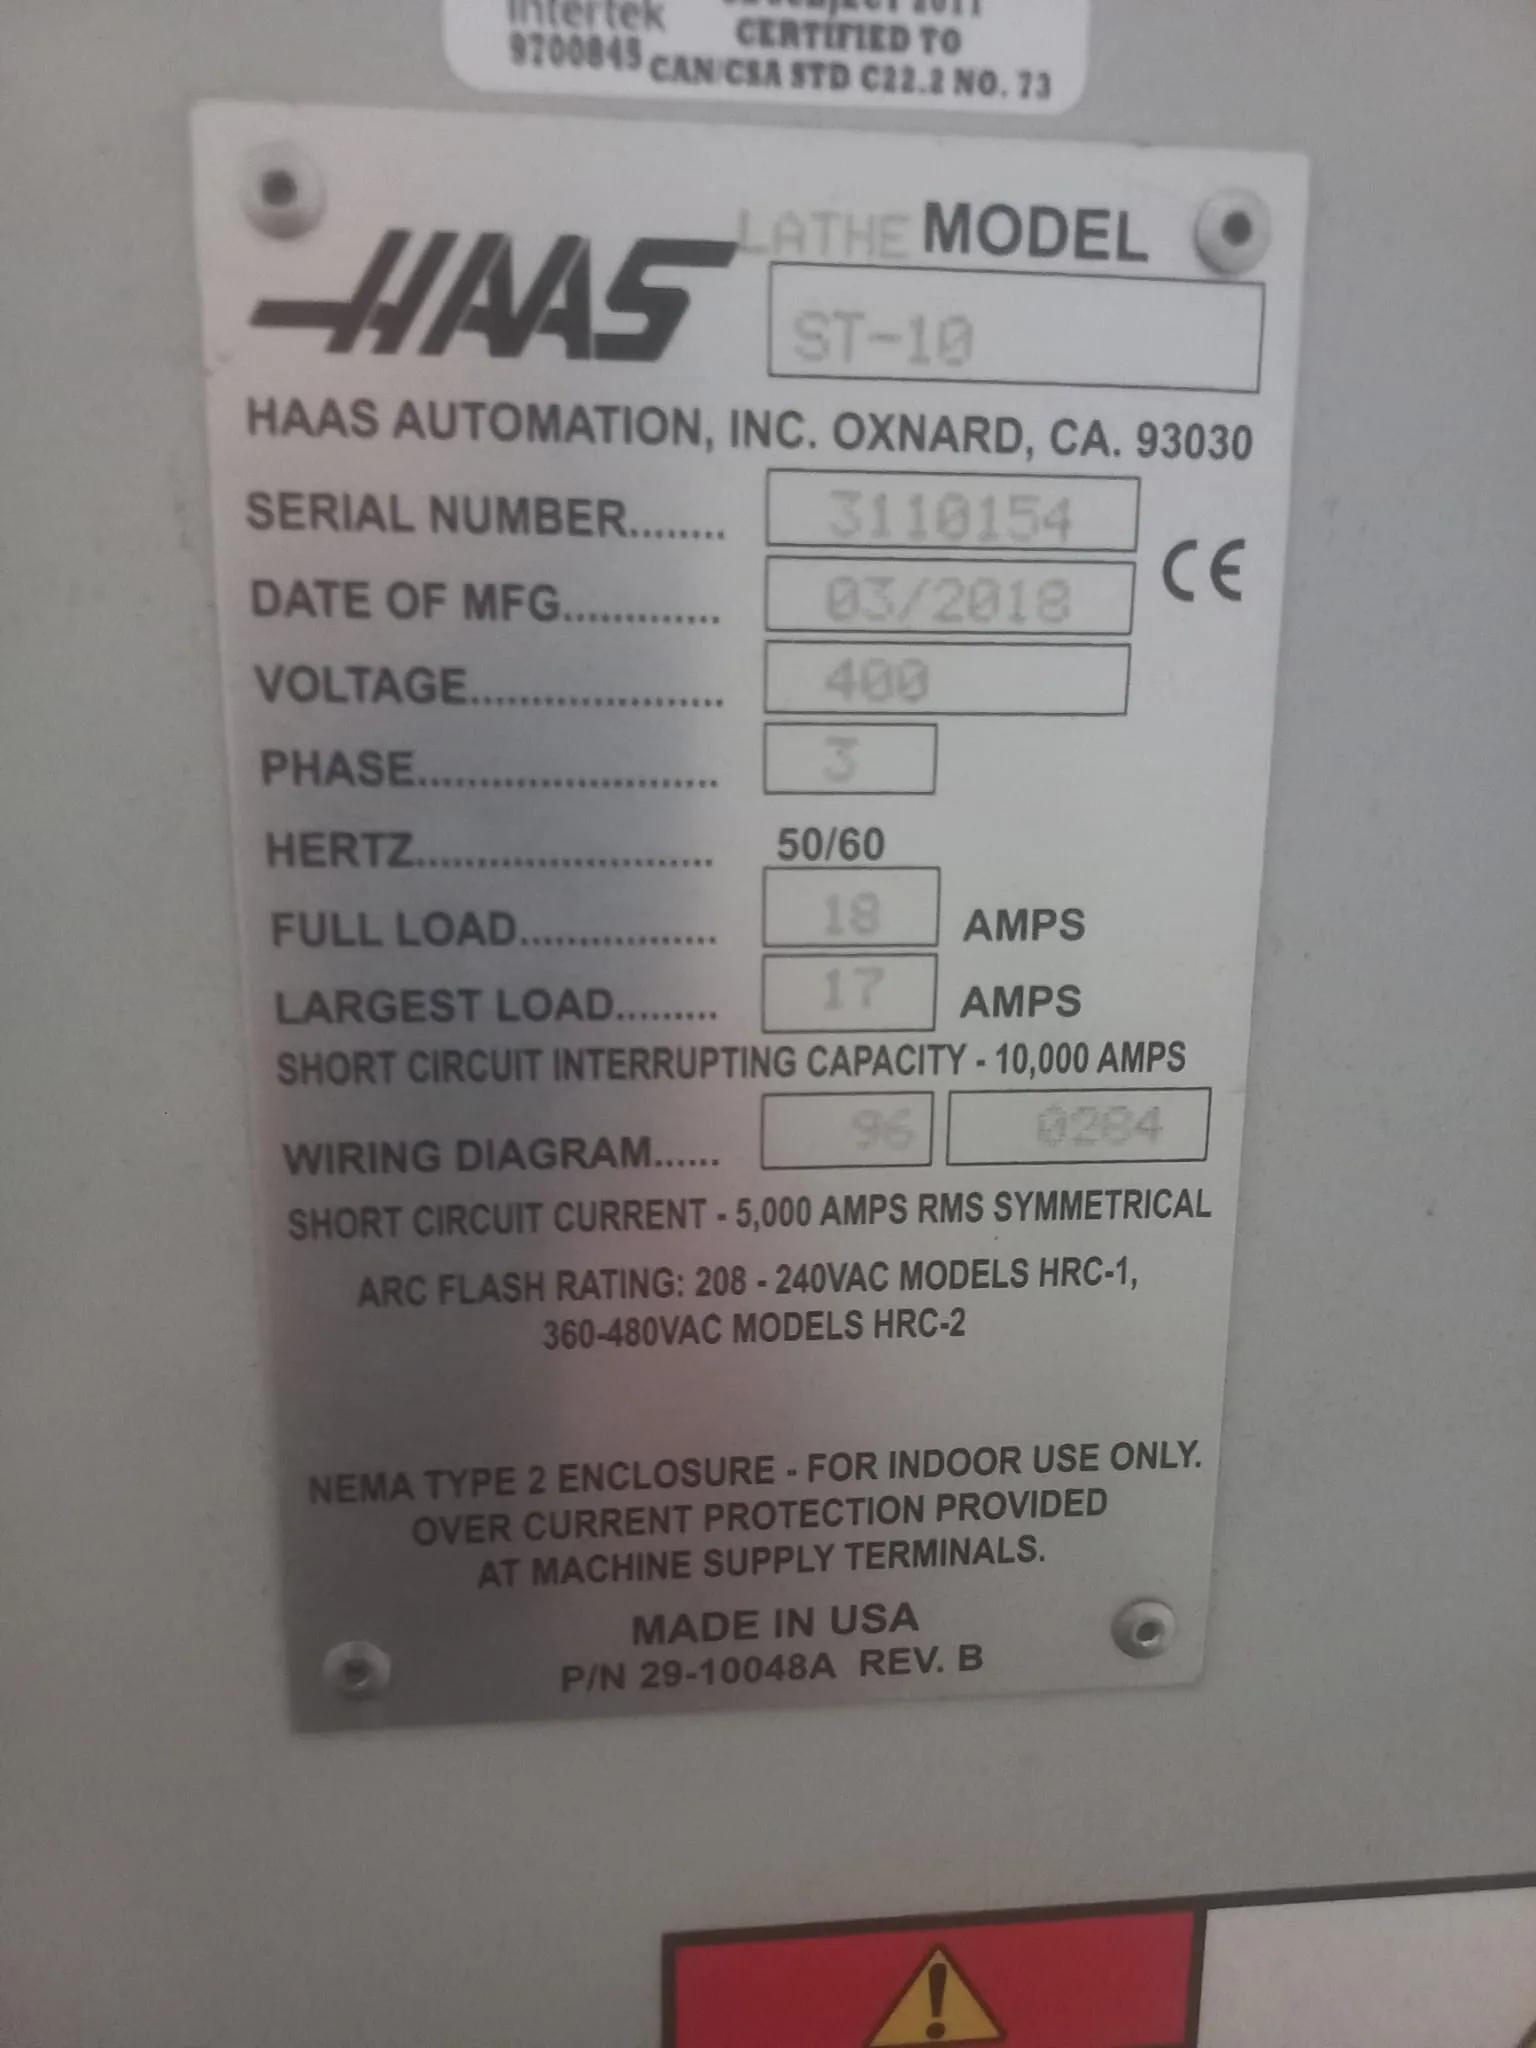 Intertek
9700845
CERTIFIED TO
CAN/CSA STD C22.2 NO. 73
HAAS
LATHE MODEL
ST-10
HAAS AUTOMATION, INC. OXNARD, CA. 93030
SERIAL NUMBER........ 3110154
CE
DATE OF MFG............. 03/2018
VOLTAGE..................... 400
PHASE......................... 3
HERTZ......................... 50/60
FULL LOAD................. 18 AMPS
LARGEST LOAD......... 17 AMPS
SHORT CIRCUIT INTERRUPTING CAPACITY - 10,000 AMPS
WIRING DIAGRAM...... 96 0284
SHORT CIRCUIT CURRENT - 5,000 AMPS RMS SYMMETRICAL
ARC FLASH RATING: 208 - 240VAC MODELS HRC-1,
360-480VAC MODELS HRC-2
NEMA TYPE 2 ENCLOSURE - FOR INDOOR USE ONLY.
OVER CURRENT PROTECTION PROVIDED
AT MACHINE SUPPLY TERMINALS.
MADE IN USA
P/N 29-10048A REV. B